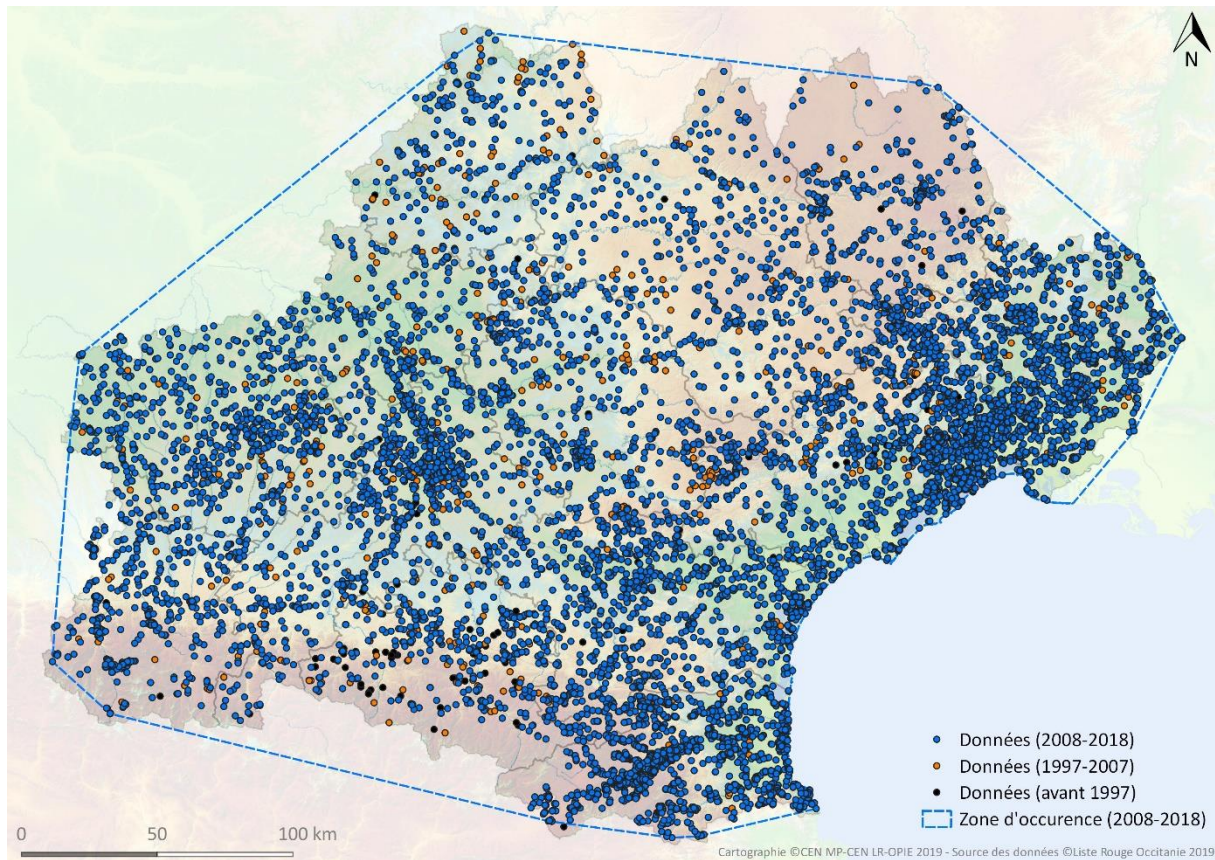 N
Données (2008-2018)
Données (1997-2007)
Données (avant 1997)
Zone d'occurence (2008-2018)
0 50 100 km
Cartographie ©CEN MP-CEN LR-OPIE 2019 - Source des données ©Liste Rouge Occitanie 2019